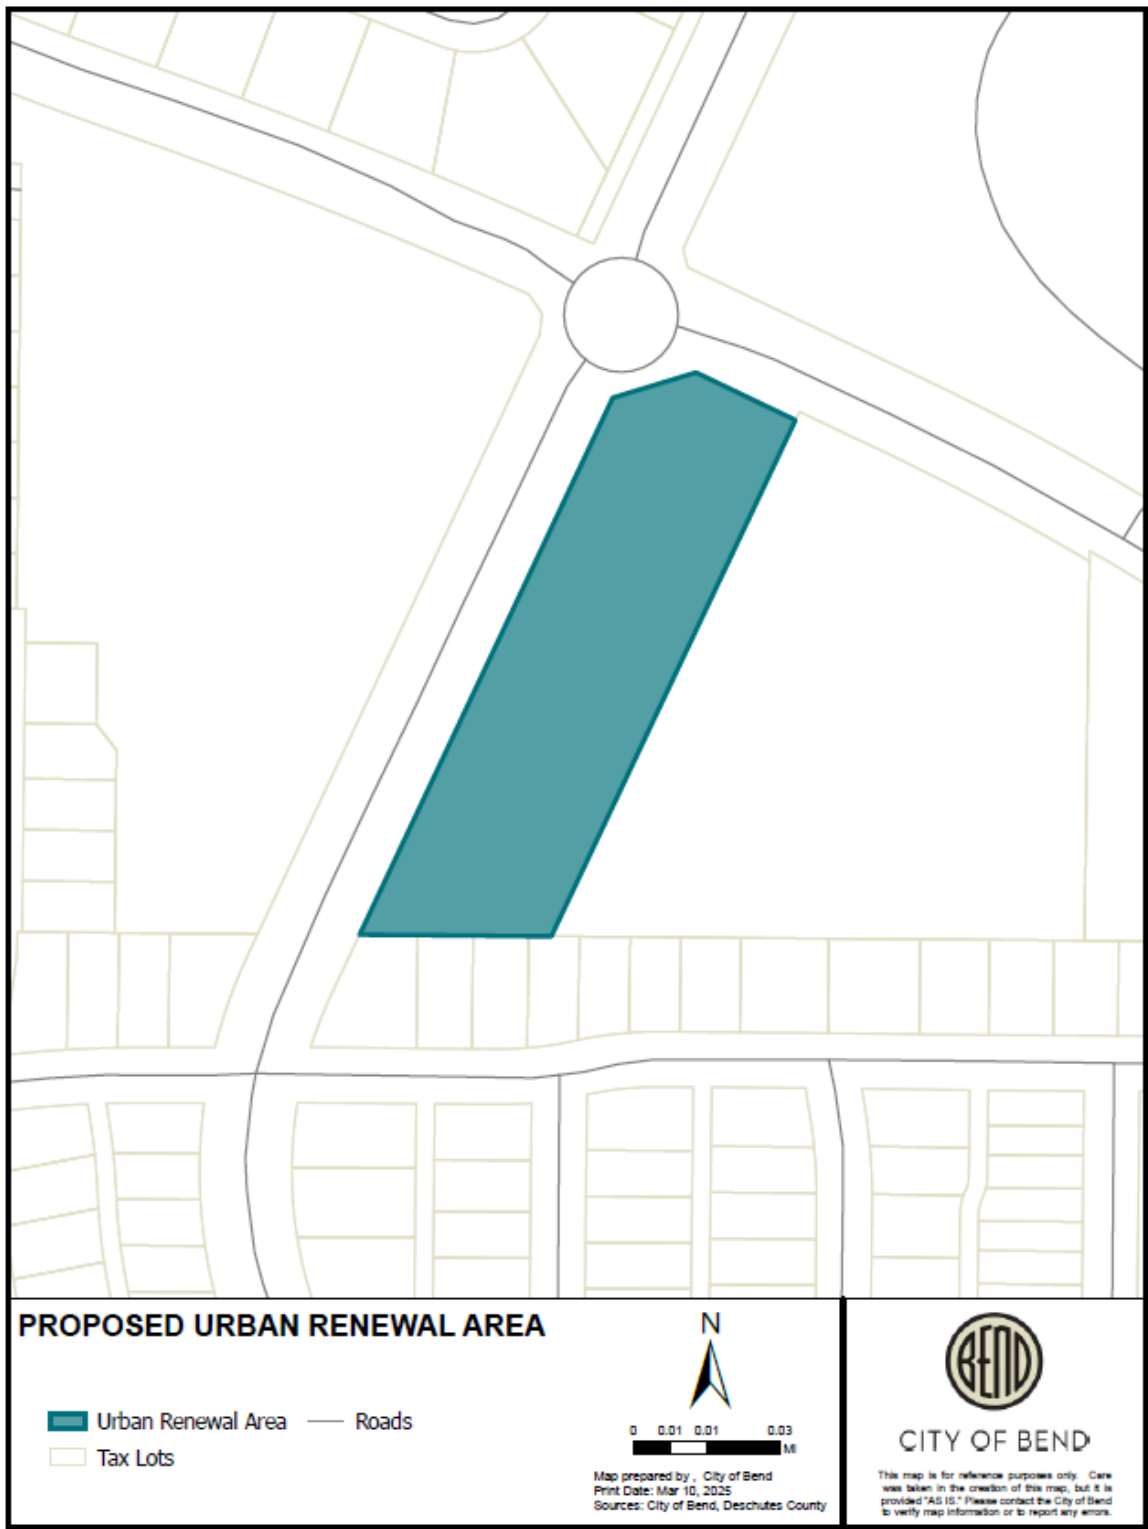 PROPOSED URBAN RENEWAL AREA
Urban Renewal Area
Roads
Tax Lots
N
0 0.01 0.01 0.03
MI
Map prepared by , City of Bend
Print Date: Mar 10, 2025
Sources: City of Bend, Deschutes County
BEND
CITY OF BEND
This map is for reference purposes only. Care
was taken in the creation of this map, but it is
provided "AS IS." Please contact the City of Bend
to verify map information or to report any errors.